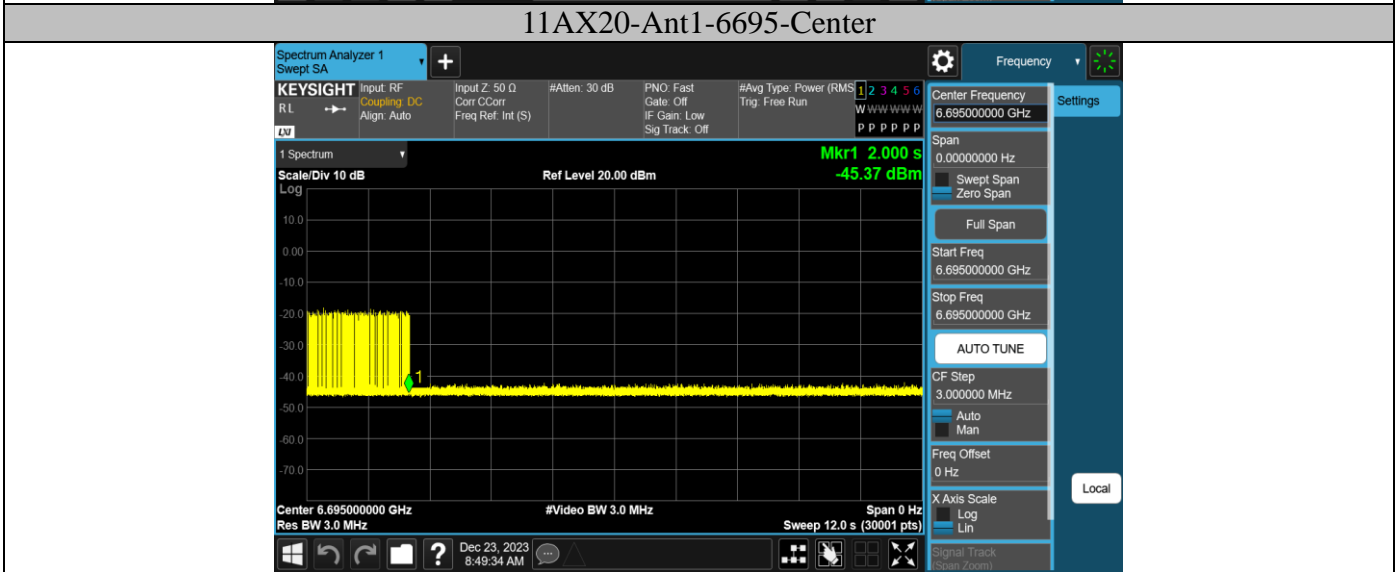 11AX20-Ant1-6695-Center
Spectrum Analyzer 1
Swept SA
+
Frequency
KEYSIGHT
RL
LXI
Input: RF
Coupling: DC
Align: Auto
Input Z: 50 Ω
Corr CCorr
Freq Ref: Int (S)
#Atten: 30 dB
PNO: Fast
Gate: Off
IF Gain: Low
Sig Track: Off
#Avg Type: Power (RMS
Trig: Free Run
1 2 3 4 5 6
W W W W W W
P P P P P P
1 Spectrum
Scale/Div 10 dB
Log
Ref Level 20.00 dBm
Mkr1 2.000 s
-45.37 dBm
10.0
0.00
-10.0
-20.0
-30.0
-40.0
-50.0
-60.0
-70.0
1
Center 6.695000000 GHz
Res BW 3.0 MHz
#Video BW 3.0 MHz
Span 0 Hz
Sweep 12.0 s (30001 pts)
?
Dec 23, 2023
8:49:34 AM
Center Frequency
6.695000000 GHz
Span
0.00000000 Hz
Swept Span
Zero Span
Full Span
Start Freq
6.695000000 GHz
Stop Freq
6.695000000 GHz
AUTO TUNE
CF Step
3.000000 MHz
Auto
Man
Freq Offset
0 Hz
X Axis Scale
Log
Lin
Signal Track
(Span Zoom)
Settings
Local